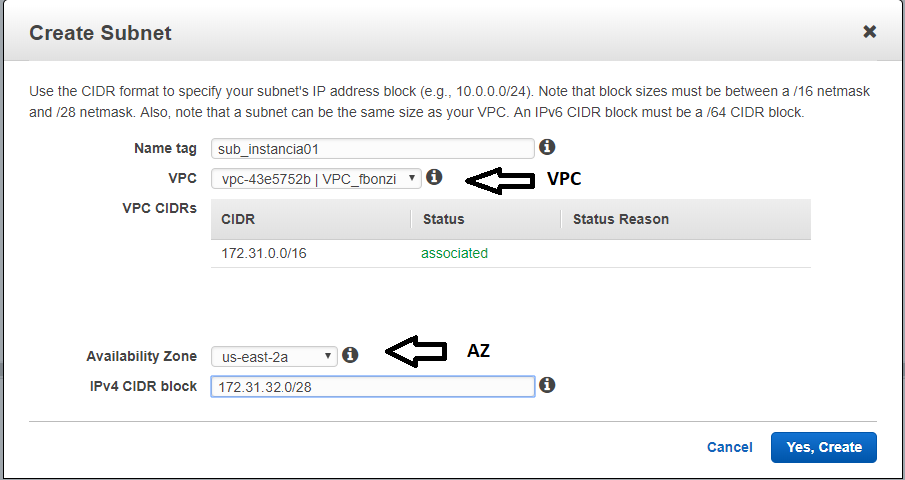 Create Subnet
Use the CIDR format to specify your subnet's IP address block (e.g., 10.0.0.0/24). Note that block sizes must be between a /16 netmask
and /28 netmask. Also, note that a subnet can be the same size as your VPC. An IPv6 CIDR block must be a /64 CIDR block.
Name tag sub_instancia01
VPC vpc-43e5752b | VPC_fbonzi VPC
VPC CIDRs
CIDR Status Status Reason
172.31.0.0/16 associated
Availability Zone us-east-2a AZ
IPv4 CIDR block 172.31.32.0/28
Cancel Yes, Create